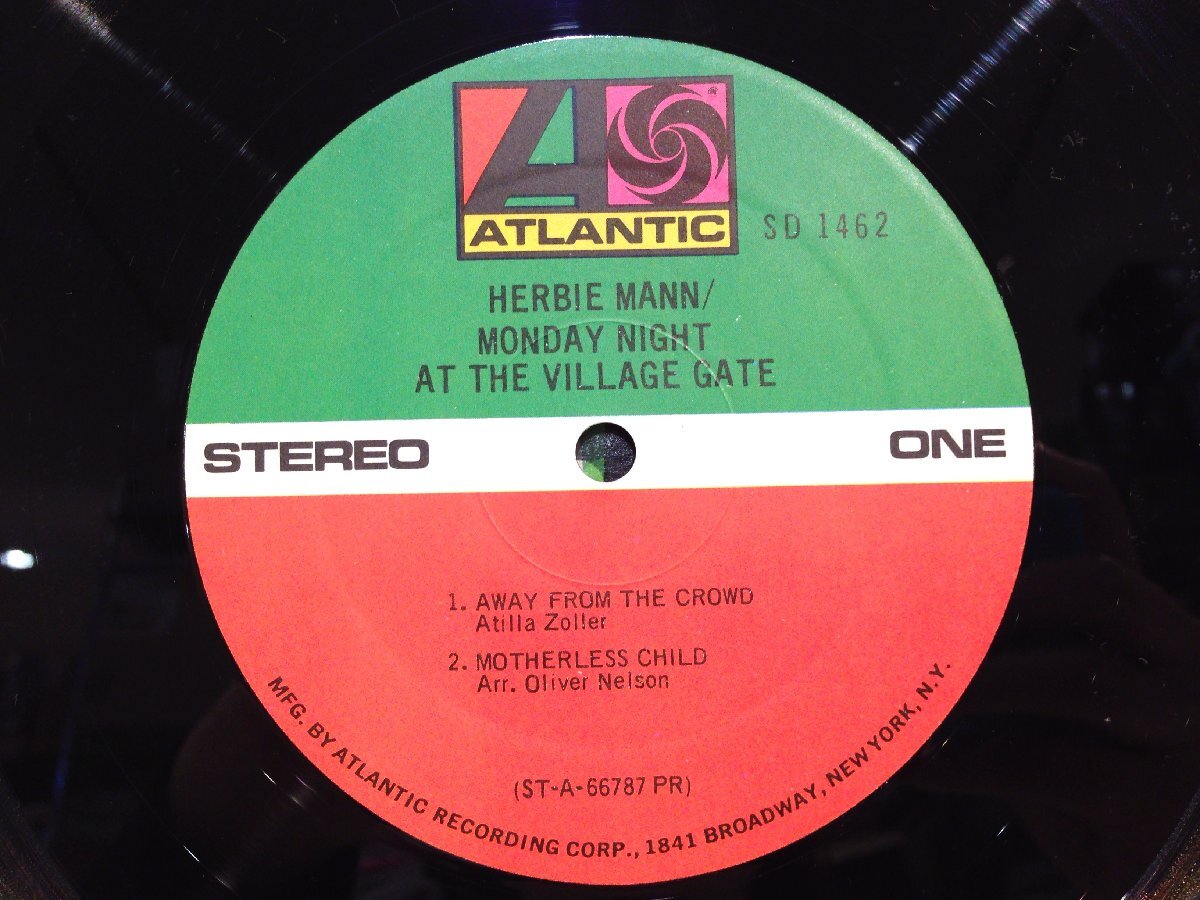 ATLANTIC
SD 1462
HERBIE MANN/
MONDAY NIGHT
AT THE VILLAGE GATE
STEREO
ONE
1. AWAY FROM THE CROWD
Atilla Zoller
2. MOTHERLESS CHILD
Arr. Oliver Nelson
(ST-A-66787 PR)
MFG. BY ATLANTIC RECORDING CORP., 1841 BROADWAY, NEW YORK, N.Y.